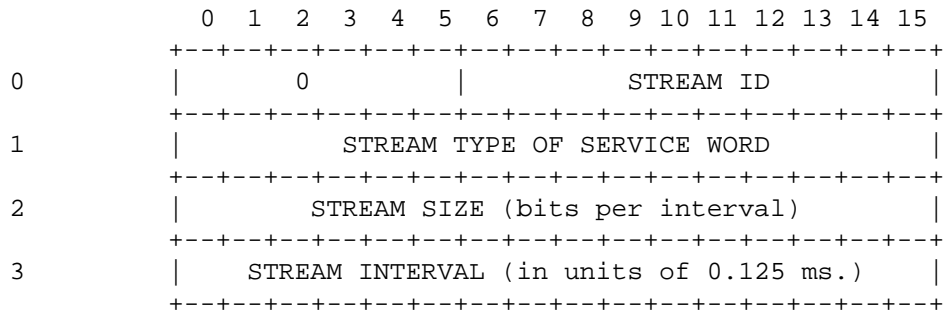 0 1 2 3 4 5 6 7 8 9 10 11 12 13 14 15
+--+--+--+--+--+--+--+--+--+--+--+--+--+--+--+--+
0 | 0 | STREAM ID |
+--+--+--+--+--+--+--+--+--+--+--+--+--+--+--+--+
1 | STREAM TYPE OF SERVICE WORD |
+--+--+--+--+--+--+--+--+--+--+--+--+--+--+--+--+
2 | STREAM SIZE (bits per interval) |
+--+--+--+--+--+--+--+--+--+--+--+--+--+--+--+--+
3 | STREAM INTERVAL (in units of 0.125 ms.) |
+--+--+--+--+--+--+--+--+--+--+--+--+--+--+--+--+